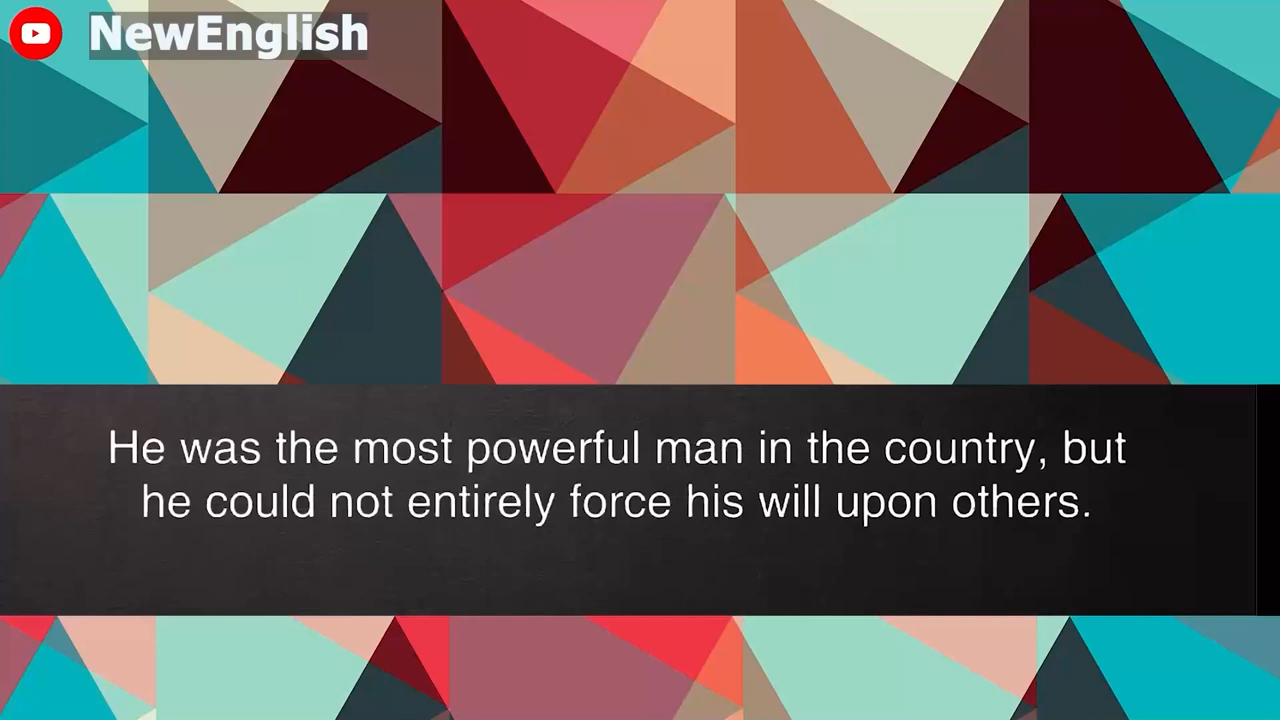 NewEnglish
He was the most powerful man in the country, but
he could not entirely force his will upon others.